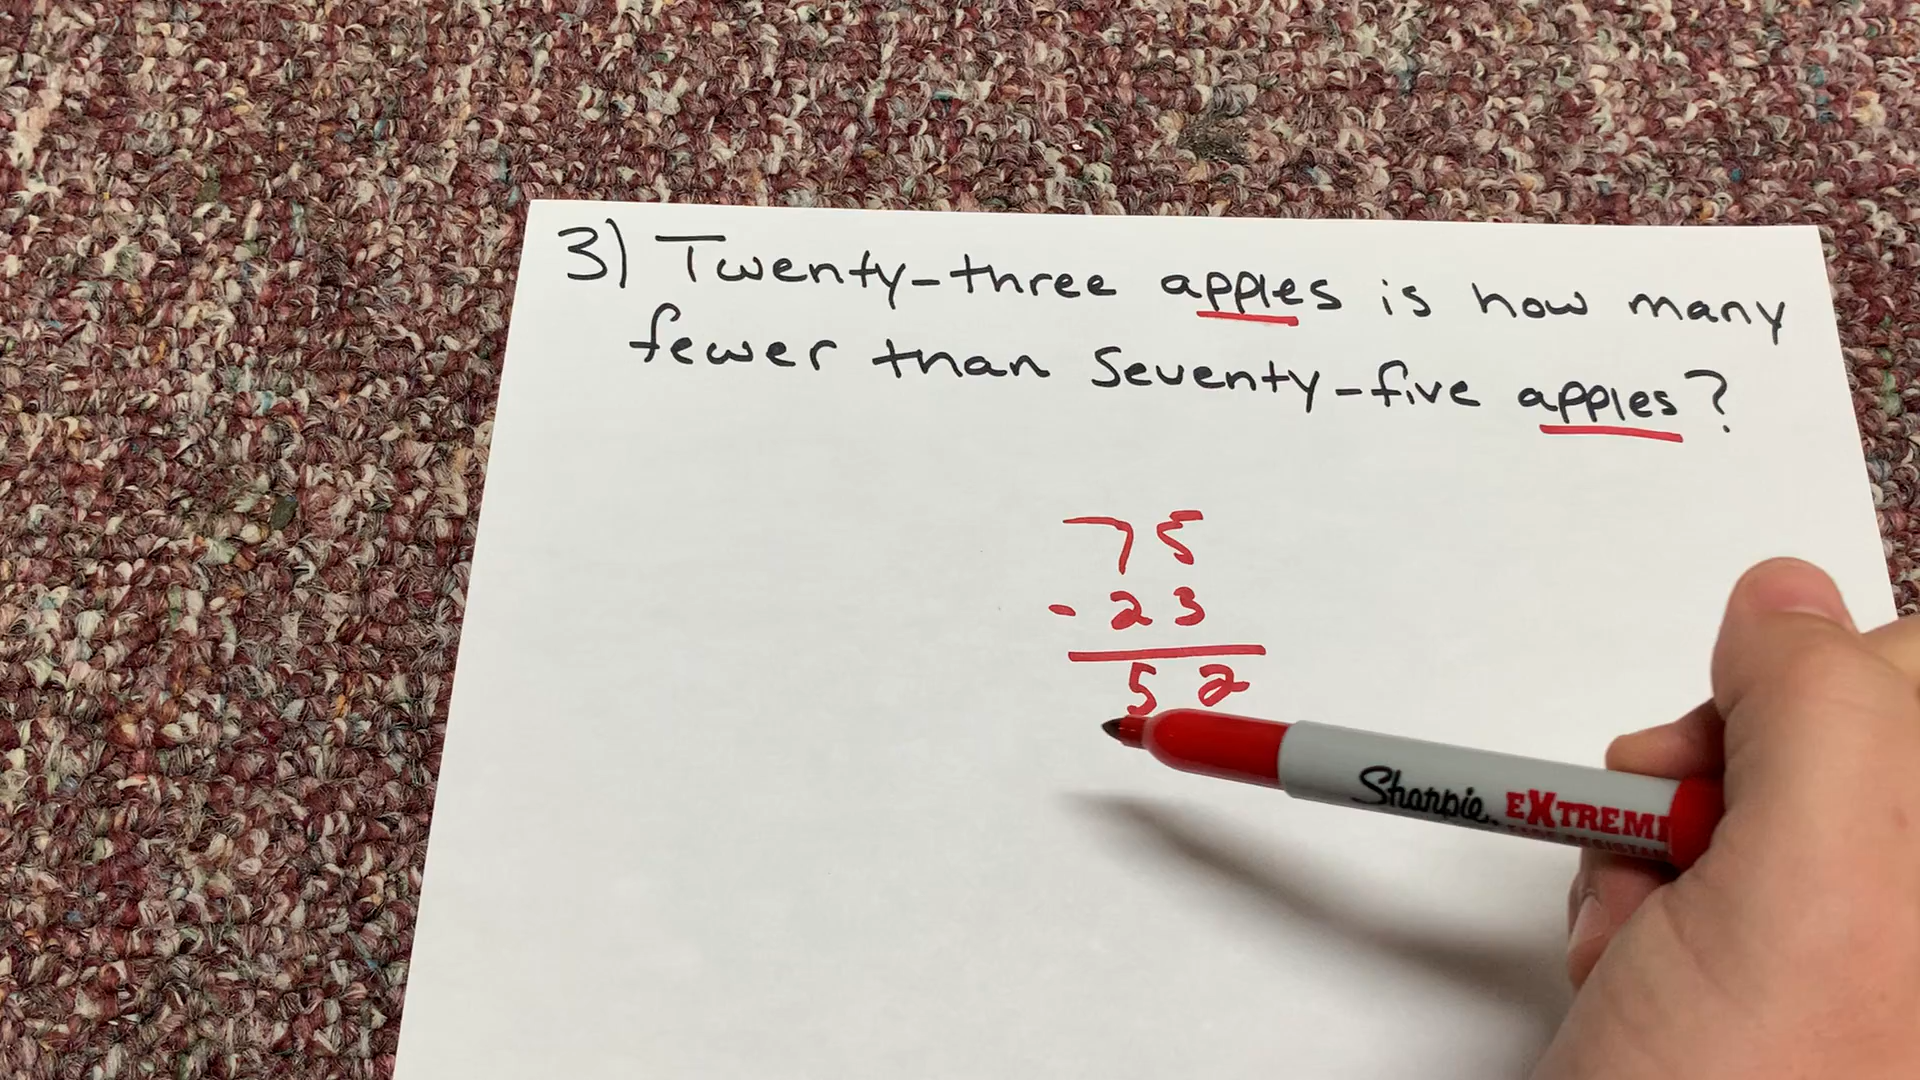 3) Twenty-three apples is how many
fewer than seventy-five apples?
75
- 23
52
Sharpie. EXTREME